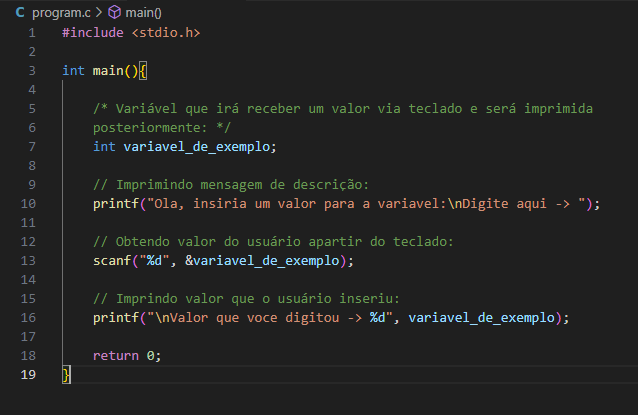 C program.c > main()
1 #include <stdio.h>
2
3 int main(){
4
5 /* Variável que irá receber um valor via teclado e será imprimida
6 posteriormente: */
7 int variavel_de_exemplo;
8
9 // Imprimindo mensagem de descrição:
10 printf("Ola, insiria um valor para a variavel:\nDigite aqui -> ");
11
12 // Obtendo valor do usuário apartir do teclado:
13 scanf("%d", &variavel_de_exemplo);
14
15 // Imprindo valor que o usuário inseriu:
16 printf("\nValor que voce digitou -> %d", variavel_de_exemplo);
17
18 return 0;
19 }